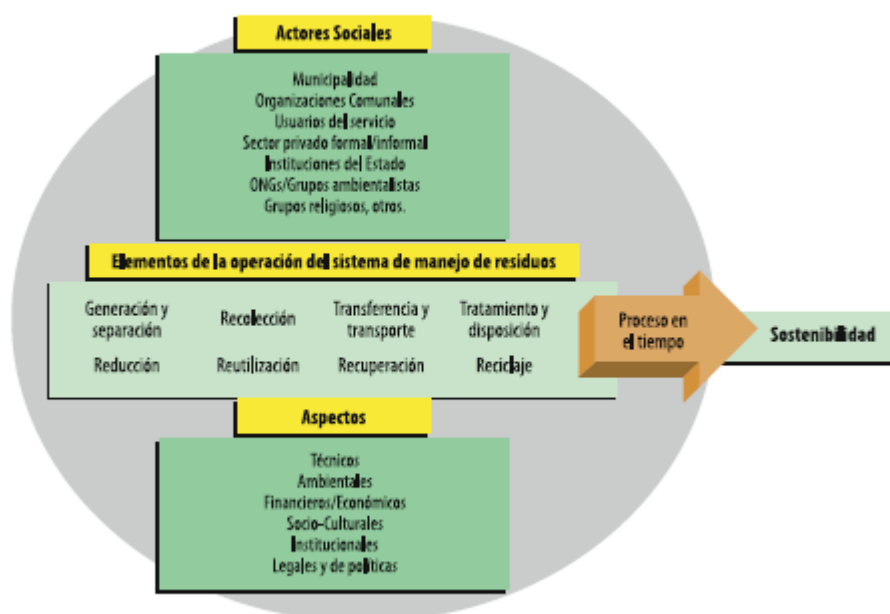 Actores Sociales
Municipalidad
Organizaciones Comunales
Usuarios del servicio
Sector privado formal/informal
Instituciones del Estado
ONGs/Grupos ambientalistas
Grupos religiosos, otros.
Elementos de la operación del sistema de manejo de residuos
Generación y
separación
Recolección
Transferencia y
transporte
Tratamiento y
disposición
Reducción
Reutilización
Recuperación
Reciclaje
Proceso en
el tiempo
Sostenibilidad
Aspectos
Técnicos
Ambientales
Financieros/Económicos
Socio-Culturales
Institucionales
Legales y de políticas